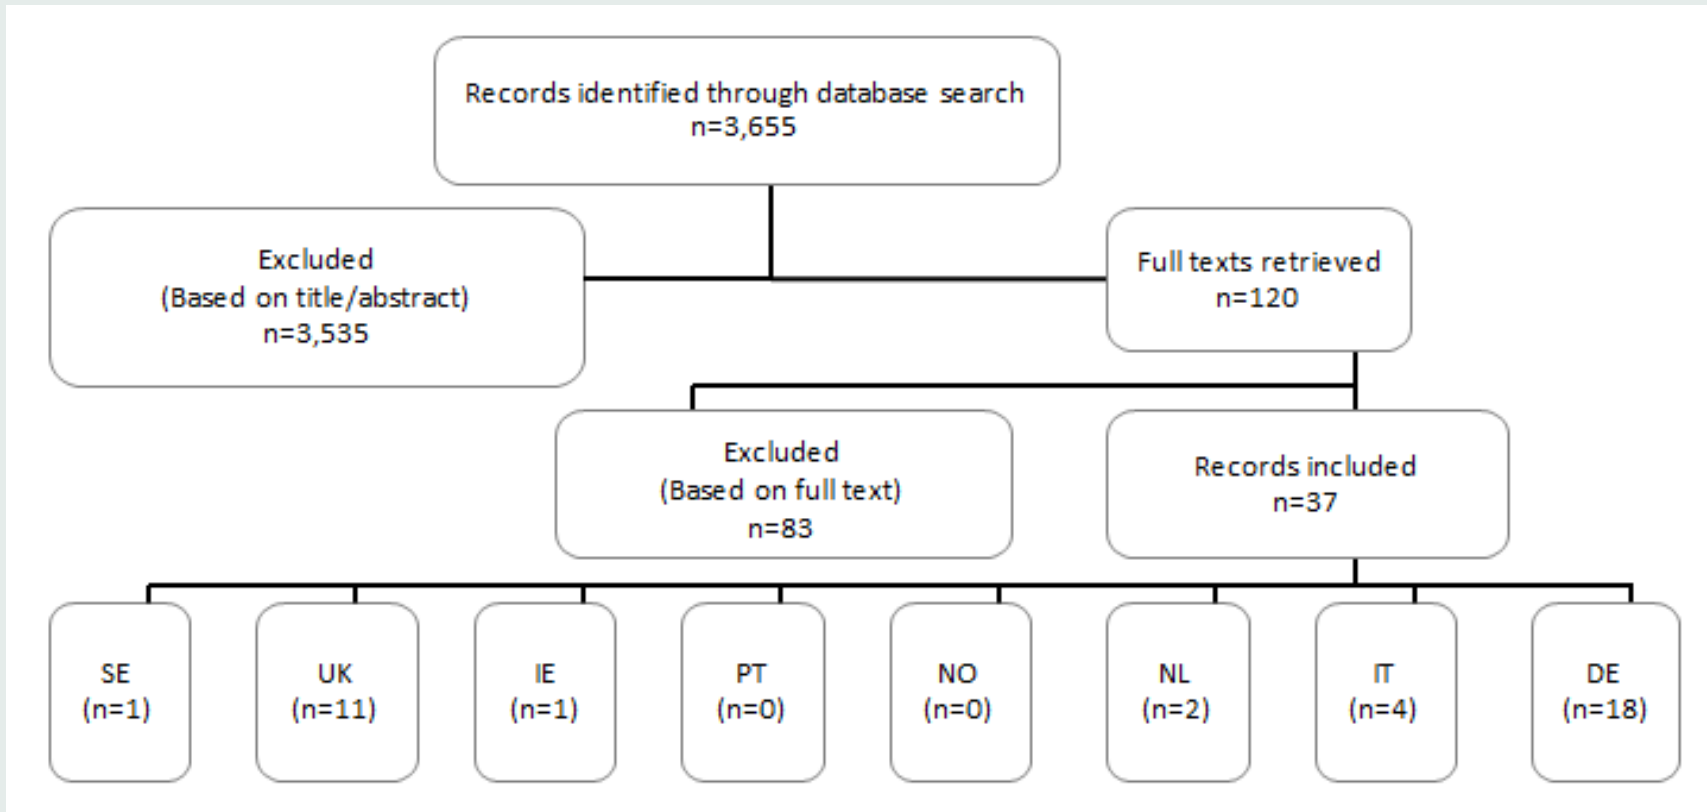 Records identified through database search
n=3,655
Excluded
(Based on title/abstract)
n=3,535
Full texts retrieved
n=120
Excluded
(Based on full text)
n=83
Records included
n=37
SE
(n=1)
UK
(n=11)
IE
(n=1)
PT
(n=0)
NO
(n=0)
NL
(n=2)
IT
(n=4)
DE
(n=18)